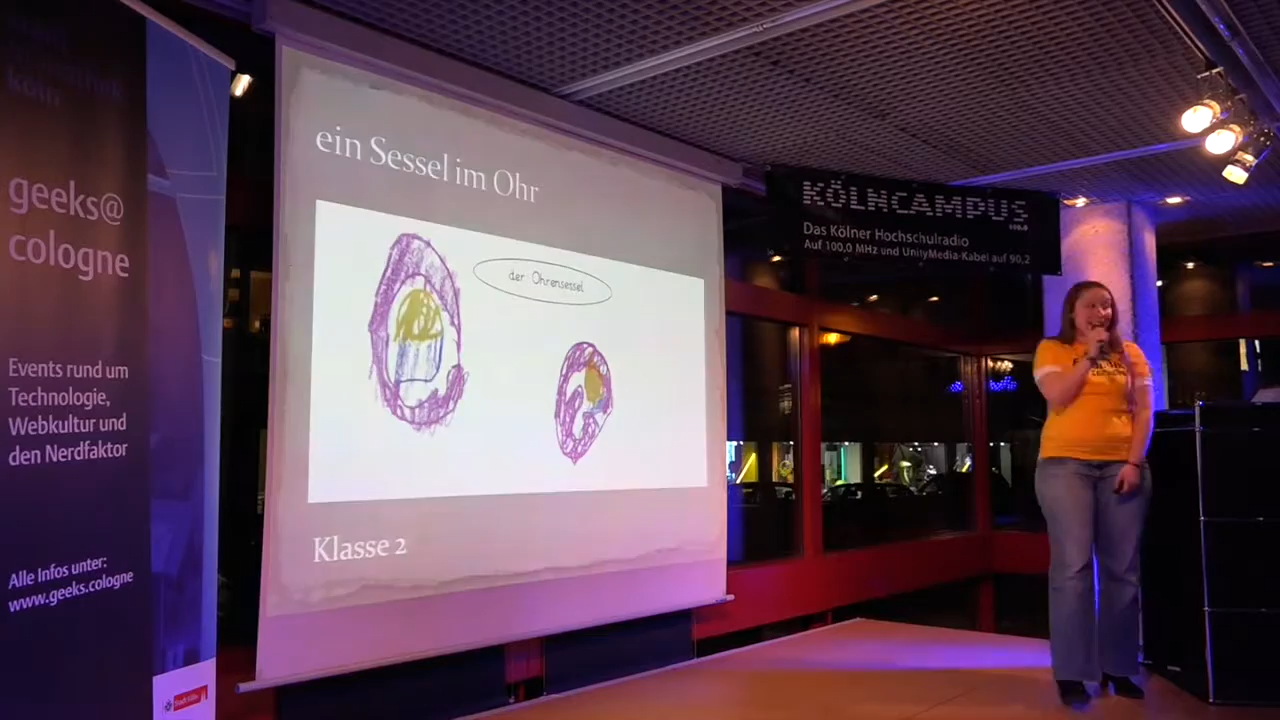 geeks@
cologne
Events rund um
Technologie,
Webkultur und
den Nerdfaktor
Alle Infos unter:
www.geeks.cologne
ein Sessel im Ohr
der Ohrensessel
Klasse 2
KÖLNCAMPUS
100.0
Das Kölner Hochschulradio
Auf 100,0 MHz und UnityMedia-Kabel auf 90,2